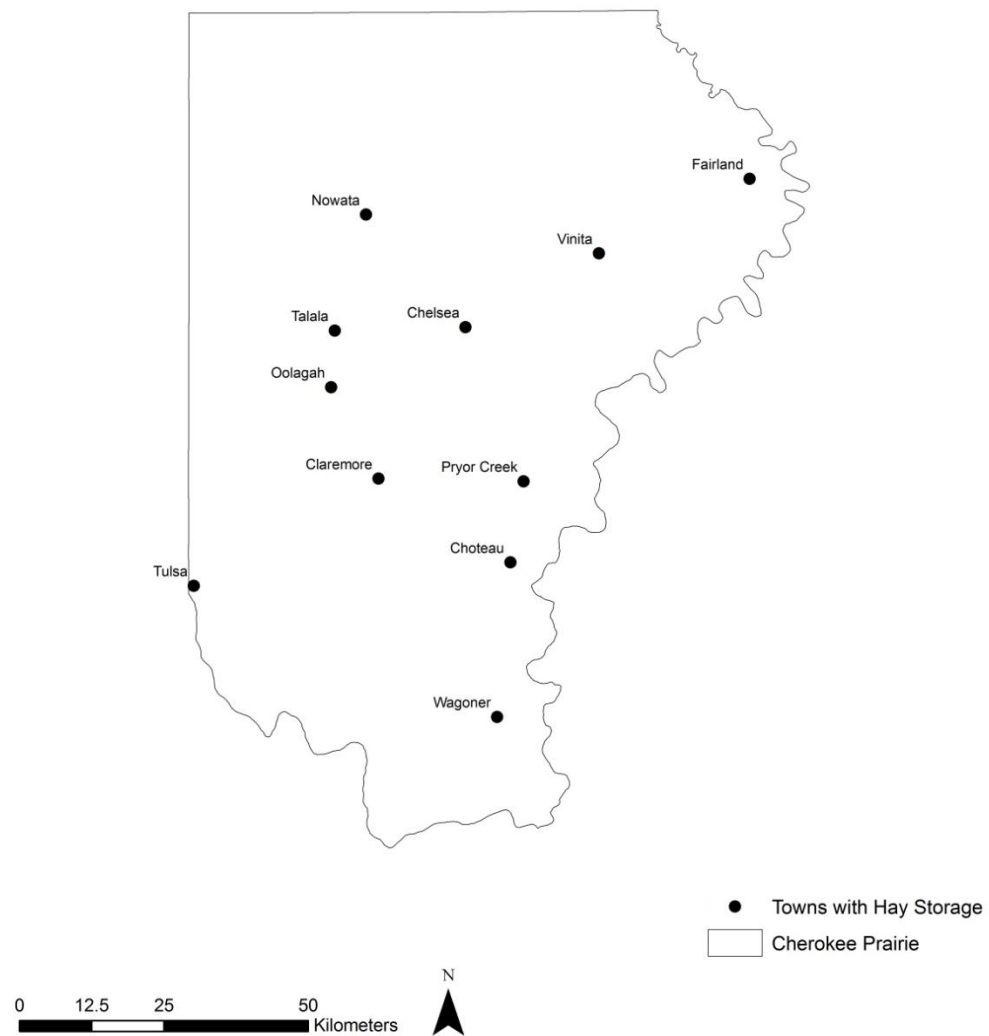 Fairland
Nowata
Vinita
Talala
Chelsea
Oolagah
Claremore
Pryor Creek
Choteau
Tulsa
Wagoner
Towns with Hay Storage
Cherokee Prairie
N
0 12.5 25 50
Kilometers